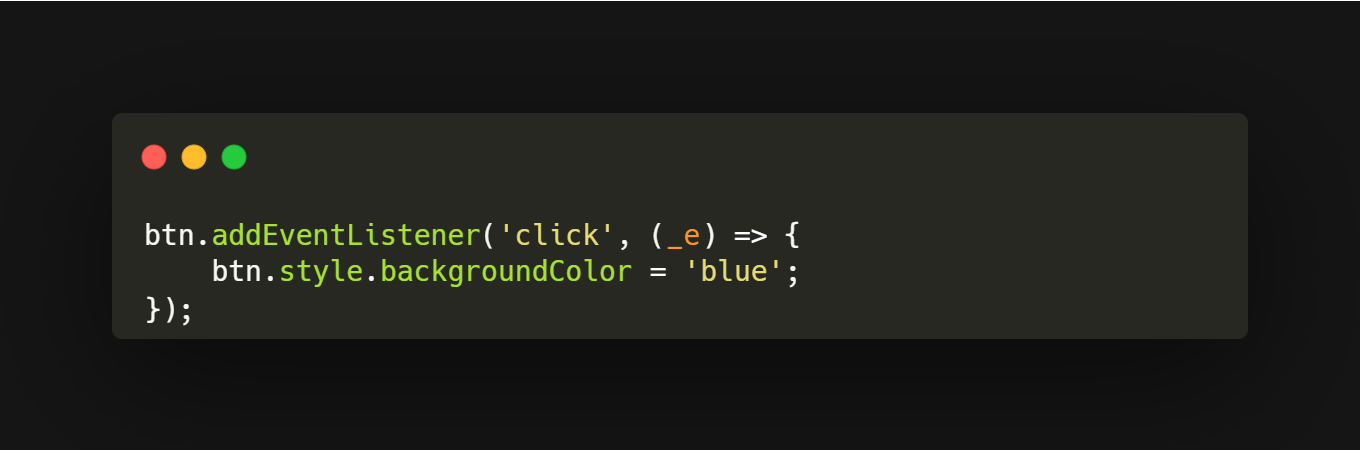 btn.addEventListener('click', (_e) => {
    btn.style.backgroundColor = 'blue';
});